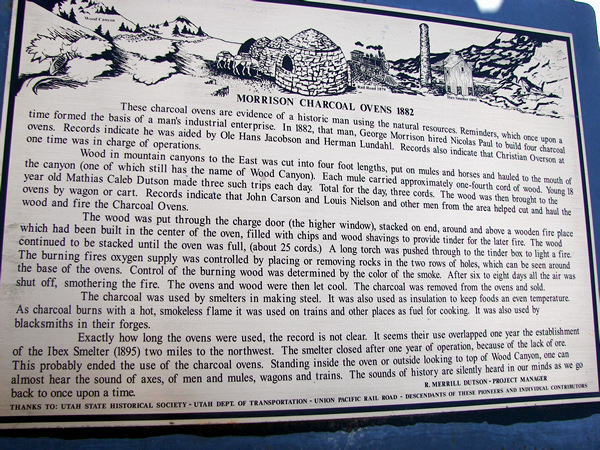 Wood Canyon
Rail Road 1879
Ibex Smelter 1895
MORRISON CHARCOAL OVENS 1882
These charcoal ovens are evidence of a historic man using the natural resources. Reminders, which once upon a
time formed the basis of a man's industrial enterprise. In 1882, that man, George Morrison hired Nicolas Paul to build four charcoal
ovens. Records indicate he was aided by Ole Hans Jacobson and Herman Lundahl. Records also indicate that Christian Overson at
one time was in charge of operations.
Wood in mountain canyons to the East was cut into four foot lengths, put on mules and horses and hauled to the mouth of
the canyon (one of which still has the name of Wood Canyon). Each mule carried approximately one-fourth cord of wood. Young 18
year old Mathias Caleb Dutson made three such trips each day. Total for the day, three cords. The wood was then brought to the
ovens by wagon or cart. Records indicate that John Carson and Louis Nielson and other men from the area helped cut and haul the
wood and fire the Charcoal Ovens.
The wood was put through the charge door (the higher window), stacked on end, around and above a wooden fire place
which had been built in the center of the oven, filled with chips and wood shavings to provide tinder for the later fire. The wood
continued to be stacked until the oven was full, (about 25 cords.) A long torch was pushed through to the tinder box to light a fire.
The burning fires oxygen supply was controlled by placing or removing rocks in the two rows of holes, which can be seen around
the base of the ovens. Control of the burning wood was determined by the color of the smoke. After six to eight days all the air was
shut off, smothering the fire. The ovens and wood were then let cool. The charcoal was removed from the ovens and sold.
The charcoal was used by smelters in making steel. It was also used as insulation to keep foods an even temperature.
As charcoal burns with a hot, smokeless flame it was used on trains and other places as fuel for cooking. It was also used by
blacksmiths in their forges.
Exactly how long the ovens were used, the record is not clear. It seems their use overlapped one year the establishment
of the Ibex Smelter (1895) two miles to the northwest. The smelter closed after one year of operation, because of the lack of ore.
This probably ended the use of the charcoal ovens. Standing inside the oven or outside looking to top of Wood Canyon, one can
almost hear the sound of axes, of men and mules, wagons and trains. The sounds of history are silently heard in our minds as we go
back to once upon a time.
R. MERRILL DUTSON - PROJECT MANAGER
THANKS TO: UTAH STATE HISTORICAL SOCIETY - UTAH DEPT. OF TRANSPORTATION - UNION PACIFIC RAIL ROAD - DESCENDANTS OF THESE PIONEERS AND INDIVIDUAL CONTRIBUTORS